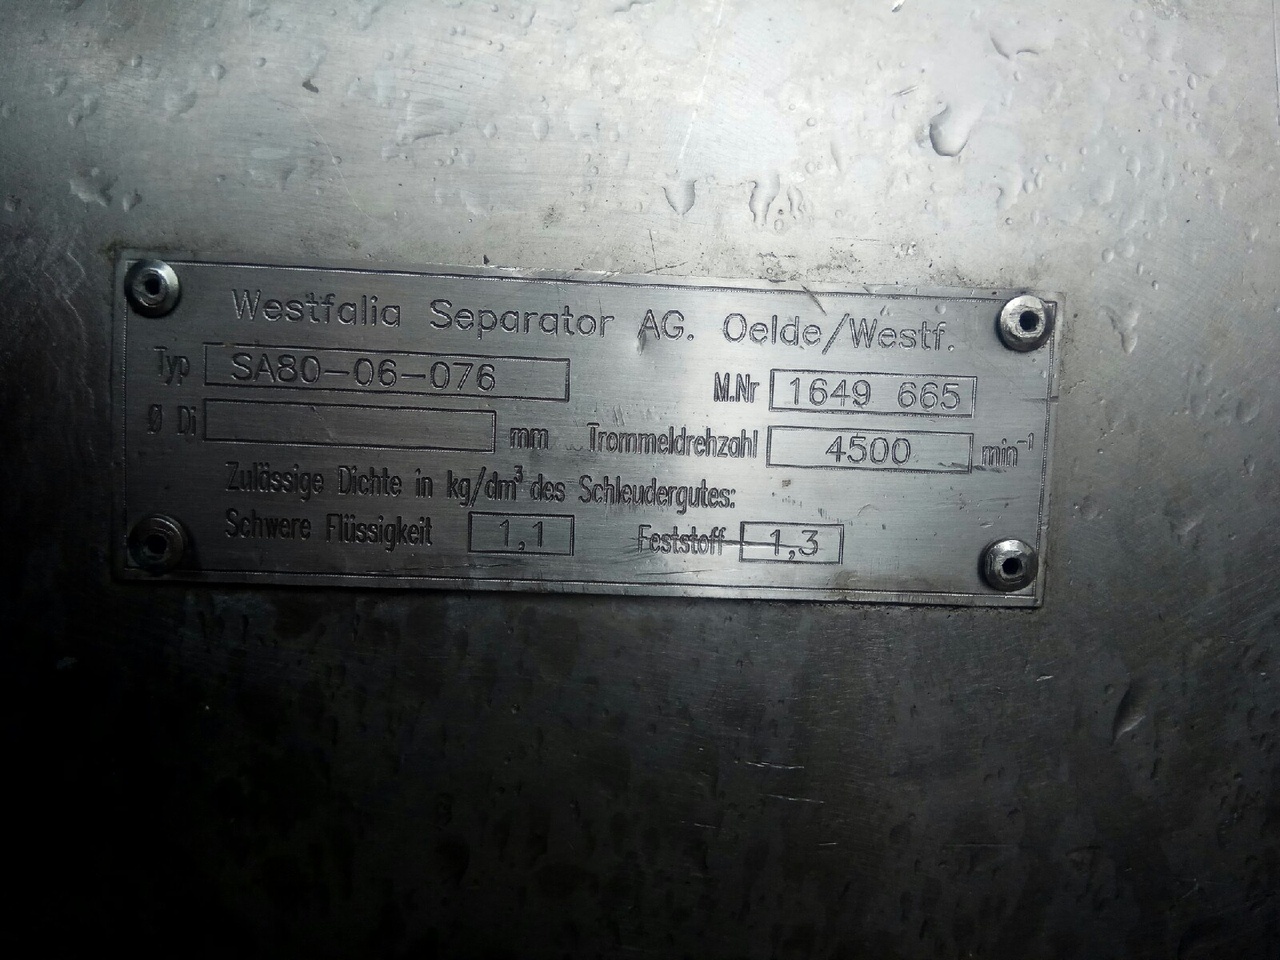 Westfalia Separator AG. Oelde/Westf.
Typ SA80-06-076 M.Nr 1649 665
Ø Di mm Trommeldrehzahl 4500 min⁻¹
Zulässige Dichte in kg/dm³ des Schleudergutes:
Schwere Flüssigkeit 1,1 Feststoff 1,3